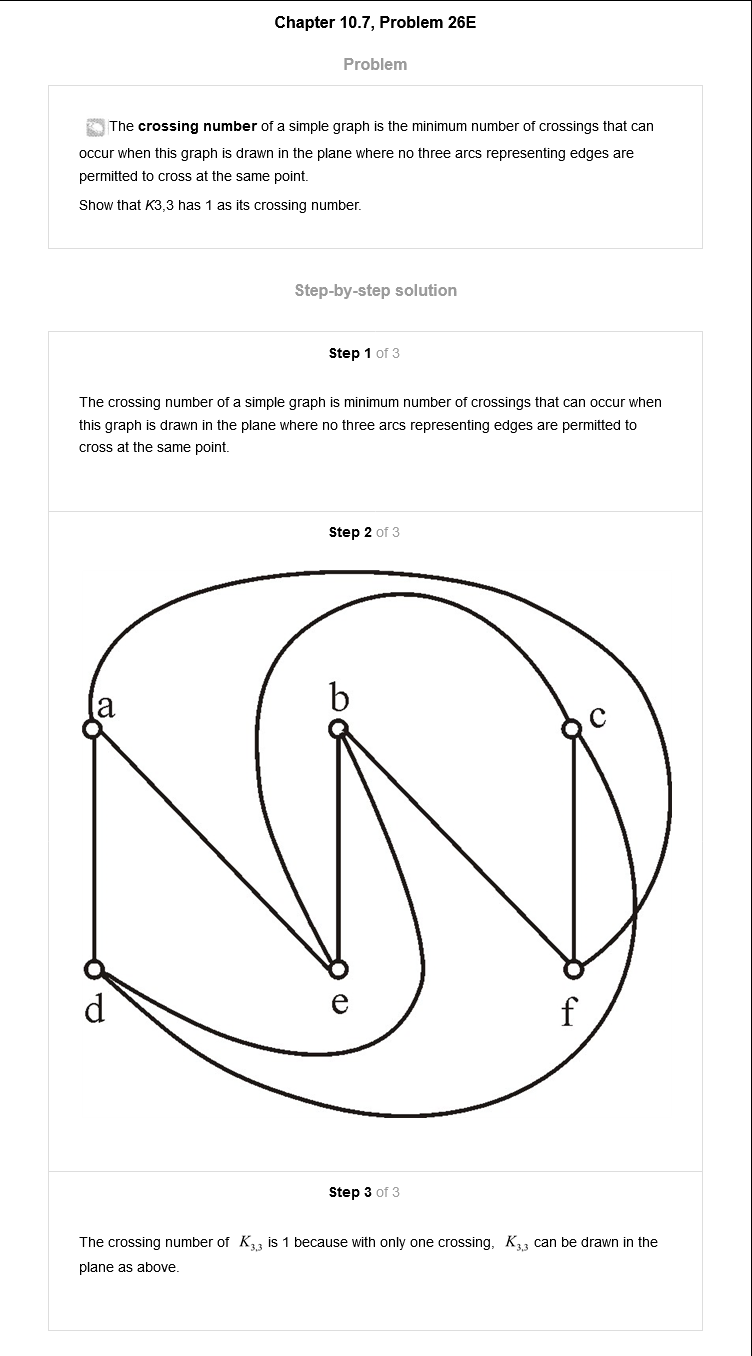 Chapter 10.7, Problem 26E
Problem
The crossing number of a simple graph is the minimum number of crossings that can
occur when this graph is drawn in the plane where no three arcs representing edges are
permitted to cross at the same point.
Show that K3,3 has 1 as its crossing number.
Step-by-step solution
Step 1 of 3
The crossing number of a simple graph is minimum number of crossings that can occur when
this graph is drawn in the plane where no three arcs representing edges are permitted to
cross at the same point.
Step 2 of 3
a
b
c
d
e
f
Step 3 of 3
The crossing number of K3,3 is 1 because with only one crossing, K3,3 can be drawn in the
plane as above.